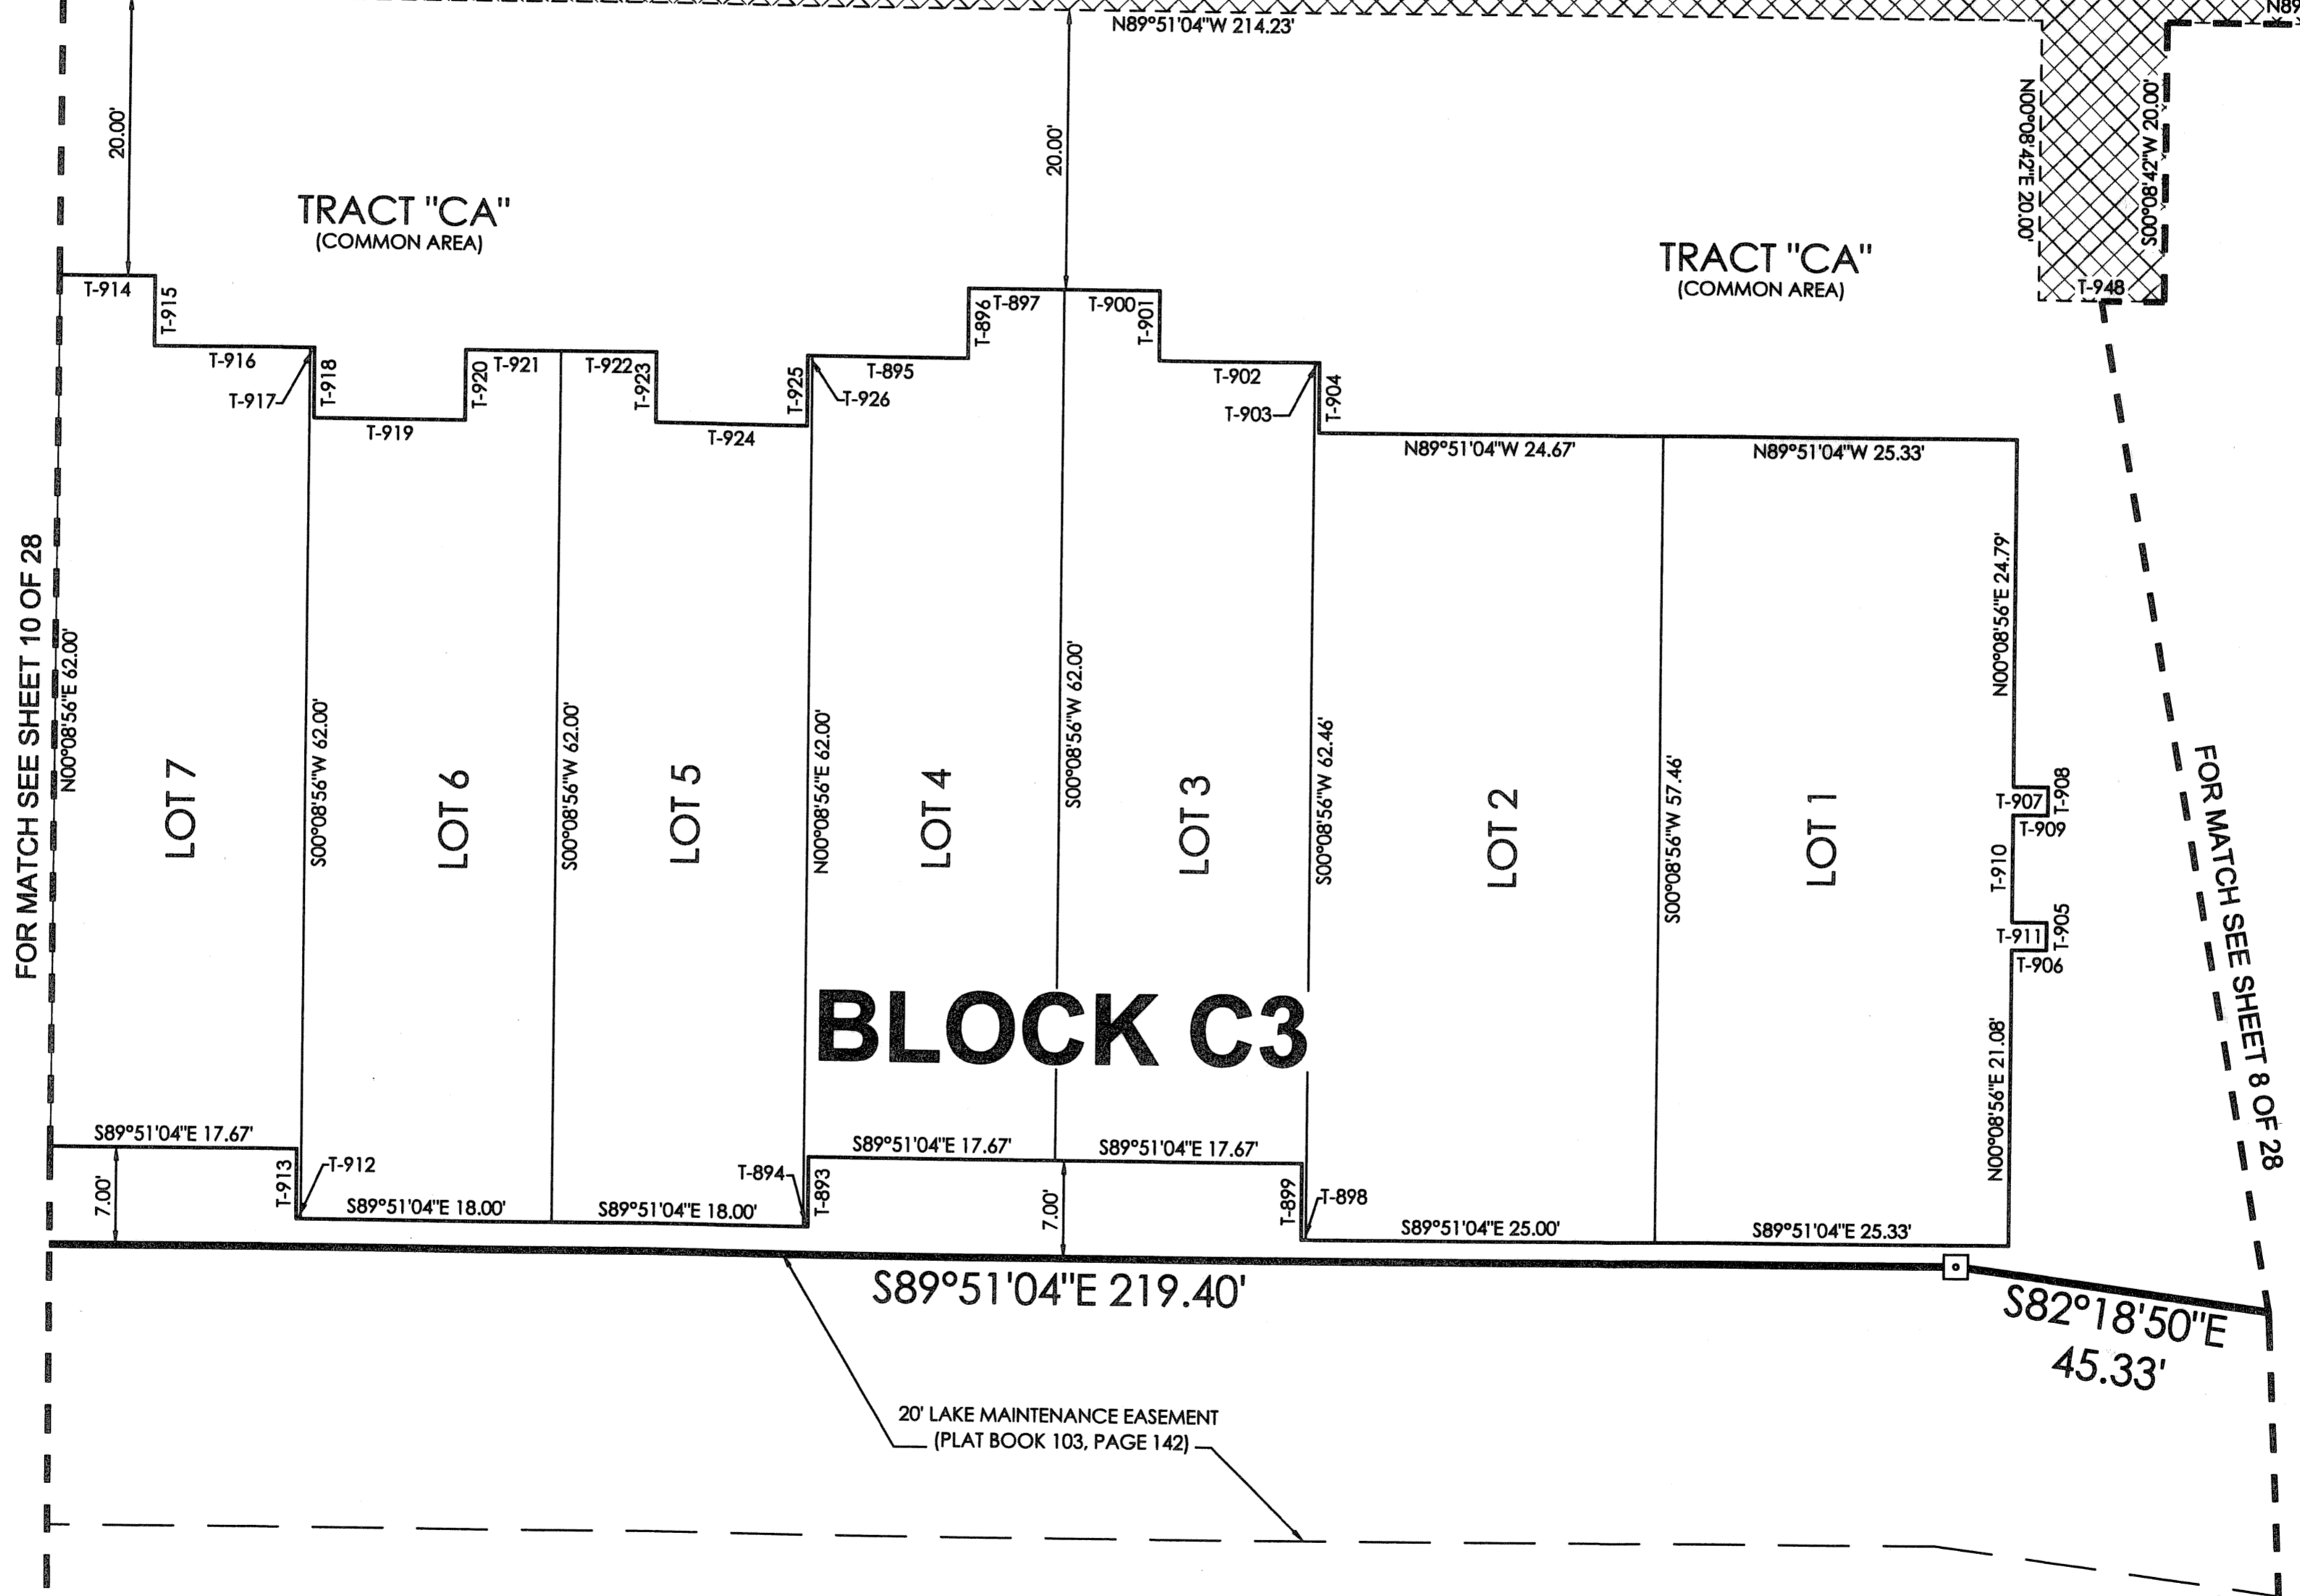 N89°51'04"W 214.23'
N89
20.00'
20.00'
N00°08'42"E 20.00'
S00°08'42"W 20.00'
TRACT "CA"
(COMMON AREA)
TRACT "CA"
(COMMON AREA)
T-948
T-914
T-915
T-916
T-917
T-918
T-919
T-920
T-921
T-922
T-923
T-924
T-925
T-926
T-895
T-896
T-897
T-900
T-901
T-902
T-903
T-904
N89°51'04"W 24.67'
N89°51'04"W 25.33'
FOR MATCH SEE SHEET 10 OF 28
N00°08'56"E 62.00'
LOT 7
S00°08'56"W 62.00'
LOT 6
S00°08'56"W 62.00'
LOT 5
N00°08'56"E 62.00'
LOT 4
S00°08'56"W 62.00'
LOT 3
S00°08'56"W 62.46'
LOT 2
S00°08'56"W 57.46'
LOT 1
N00°08'56"E 24.79'
T-907
T-908
T-909
T-910
T-911
T-905
T-906
N00°08'56"E 21.08'
FOR MATCH SEE SHEET 8 OF 28
BLOCK C3
S89°51'04"E 17.67'
S89°51'04"E 17.67'
S89°51'04"E 17.67'
7.00'
T-913
T-912
S89°51'04"E 18.00'
S89°51'04"E 18.00'
T-894
T-893
7.00'
T-899
T-898
S89°51'04"E 25.00'
S89°51'04"E 25.33'
S89°51'04"E 219.40'
S82°18'50"E
45.33'
20' LAKE MAINTENANCE EASEMENT
(PLAT BOOK 103, PAGE 142)